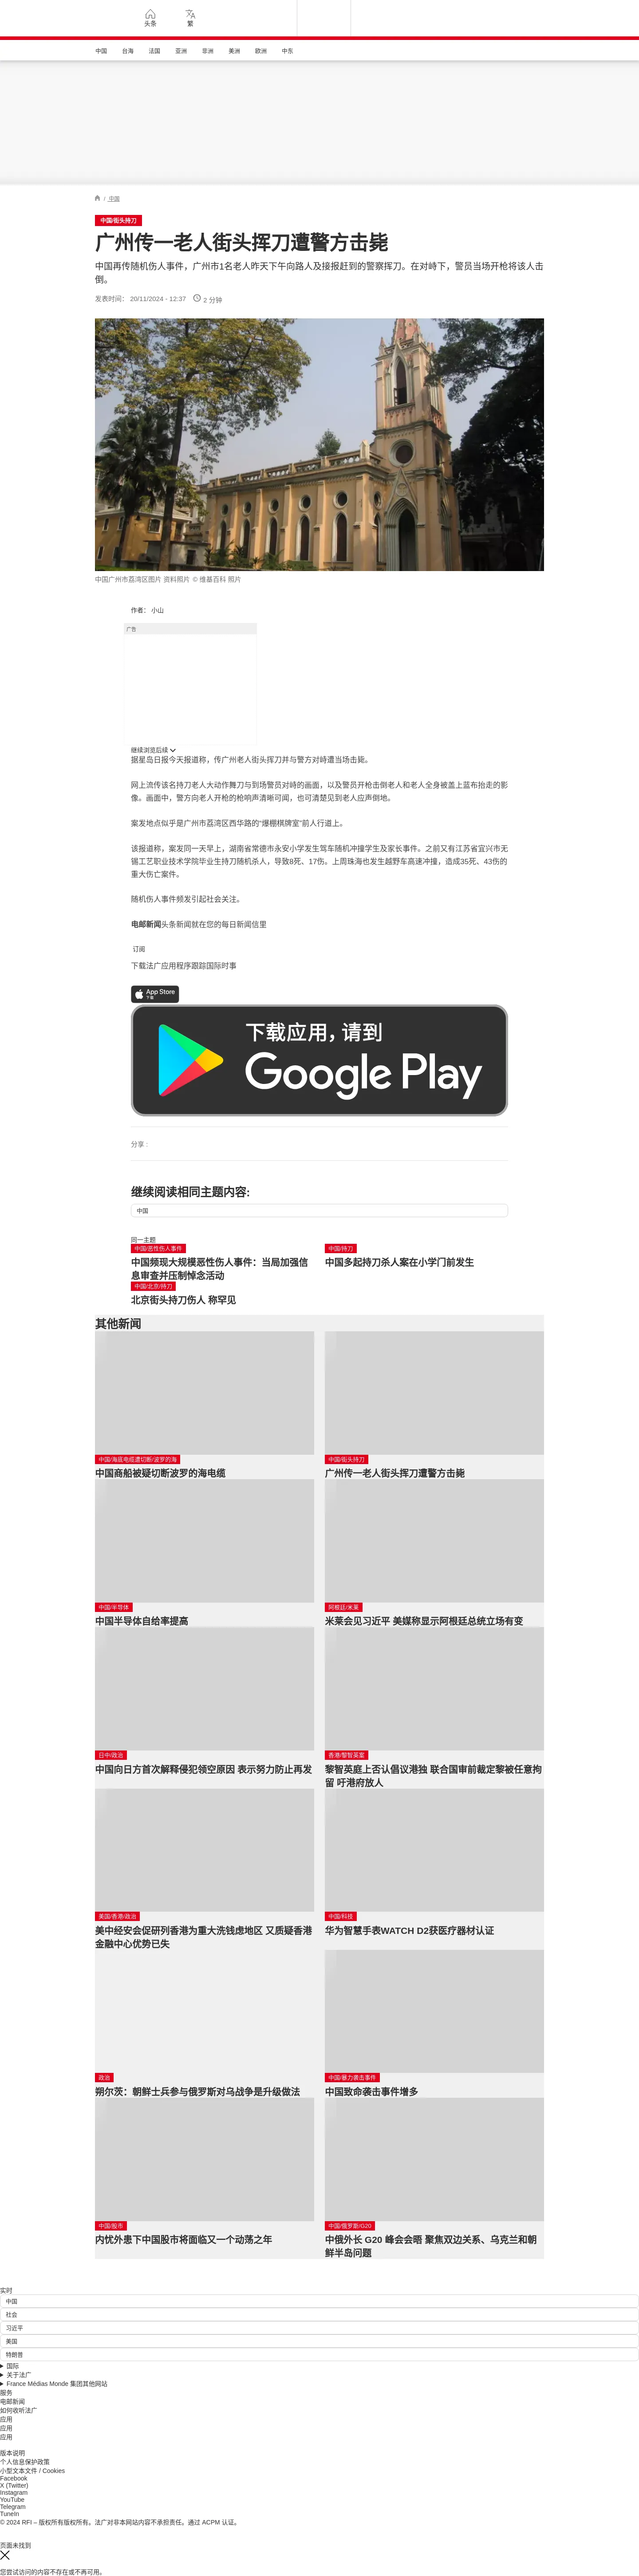 头条
繁
中国 台海 法国 亚洲 非洲 美洲 欧洲 中东
/ 中国
中国/街头持刀
广州传一老人街头挥刀遭警方击毙
中国再传随机伤人事件，广州市1名老人昨天下午向路人及接报赶到的警察挥刀。在对峙下，警员当场开枪将该人击
倒。
发表时间： 20/11/2024 - 12:37 2 分钟
中国广州市荔湾区图片 资料照片 © 维基百科 照片
作者： 小山
广告
继续浏览后续
据星岛日报今天报道称，传广州老人街头挥刀并与警方对峙遭当场击毙。
网上流传该名持刀老人大动作舞刀与到场警员对峙的画面，以及警员开枪击倒老人和老人全身被盖上蓝布抬走的影
像。画面中，警方向老人开枪的枪响声清晰可闻，也可清楚见到老人应声倒地。
案发地点似乎是广州市荔湾区西华路的“爆棚棋牌室”前人行道上。
该报道称，案发同一天早上，湖南省常德市永安小学发生驾车随机冲撞学生及家长事件。之前又有江苏省宜兴市无
锡工艺职业技术学院毕业生持刀随机杀人，导致8死、17伤。上周珠海也发生越野车高速冲撞，造成35死、43伤的
重大伤亡案件。
随机伤人事件频发引起社会关注。
电邮新闻头条新闻就在您的每日新闻信里
订阅
下载法广应用程序跟踪国际时事
App Store
下载
下载应用，请到
Google Play
分享 :
继续阅读相同主题内容:
中国
同一主题
中国/恶性伤人事件
中国频现大规模恶性伤人事件：当局加强信
息审查并压制悼念活动
中国/持刀
中国多起持刀杀人案在小学门前发生
中国/北京/持刀
北京街头持刀伤人 称罕见
其他新闻
中国/海底电缆遭切断/波罗的海
中国商船被疑切断波罗的海电缆
中国/街头持刀
广州传一老人街头挥刀遭警方击毙
中国/半导体
中国半导体自给率提高
阿根廷/米莱
米莱会见习近平 美媒称显示阿根廷总统立场有变
日中/政治
中国向日方首次解释侵犯领空原因 表示努力防止再发
香港/黎智英案
黎智英庭上否认倡议港独 联合国审前裁定黎被任意拘
留 吁港府放人
美国/香港/政治
美中经安会促研列香港为重大洗钱虑地区 又质疑香港
金融中心优势已失
中国/科技
华为智慧手表WATCH D2获医疗器材认证
政治
朔尔茨：朝鲜士兵参与俄罗斯对乌战争是升级做法
中国/暴力袭击事件
中国致命袭击事件增多
中国/股市
内忧外患下中国股市将面临又一个动荡之年
中国/俄罗斯/G20
中俄外长 G20 峰会会晤 聚焦双边关系、乌克兰和朝
鲜半岛问题
实时
中国
社会
习近平
美国
特朗普
国际
关于法广
France Médias Monde 集团其他网站
服务
电邮新闻
如何收听法广
应用
应用
应用
版本说明
个人信息保护政策
小型文本文件 / Cookies
Facebook
X (Twitter)
Instagram
YouTube
Telegram
TuneIn
© 2024 RFI – 版权所有版权所有。法广对非本网站内容不承担责任。通过 ACPM 认证。
页面未找到
您尝试访问的内容不存在或不再可用。